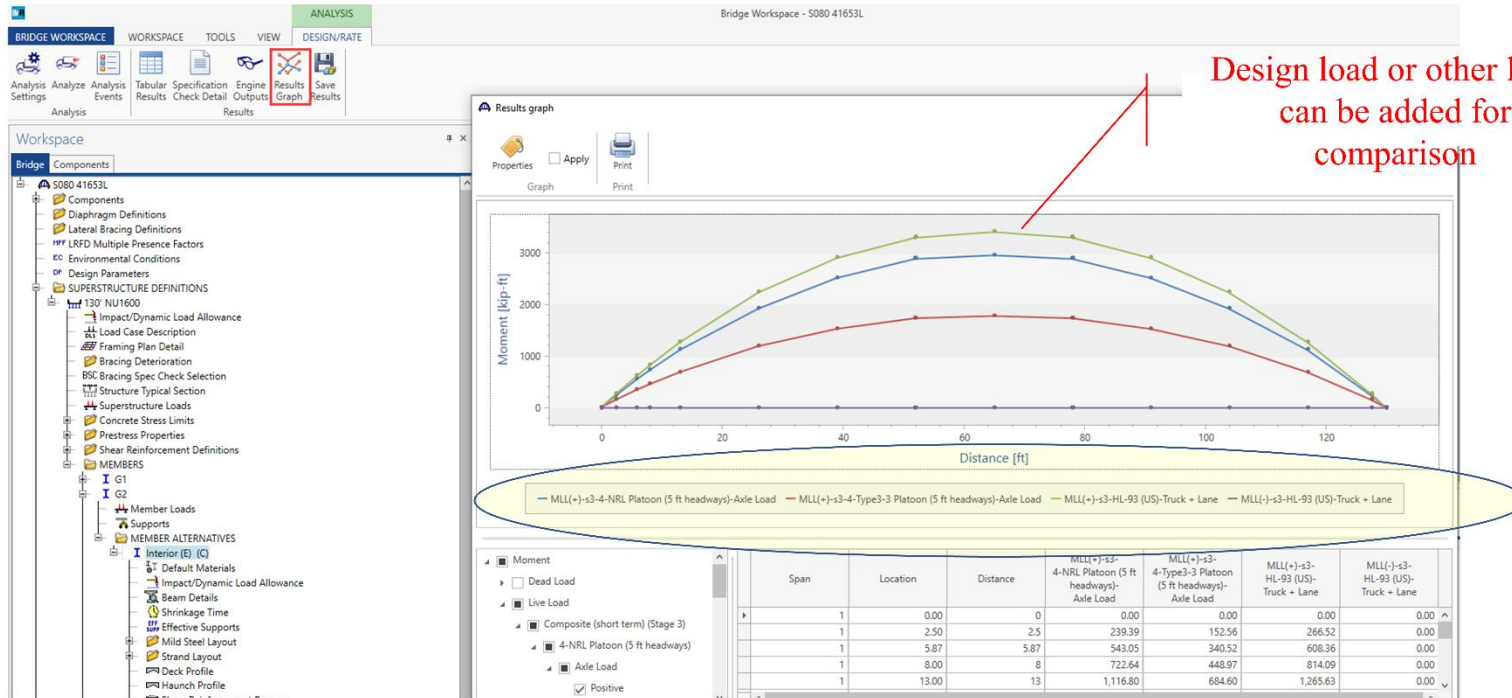 BrR
ANALYSIS
Bridge Workspace - S080 41653L
BRIDGE WORKSPACE WORKSPACE TOOLS VIEW DESIGN/RATE
Analysis Settings Analyze Analysis Events Tabular Results Specification Check Detail Engine Outputs Results Graph Save Results
Analysis Results
Design load or other
can be added for
comparison
Workspace
Bridge Components
S080 41653L
Components
Diaphragm Definitions
Lateral Bracing Definitions
MPF LRFD Multiple Presence Factors
EC Environmental Conditions
DP Design Parameters
SUPERSTRUCTURE DEFINITIONS
130' NU1600
Impact/Dynamic Load Allowance
Load Case Description
Framing Plan Detail
Bracing Deterioration
BSC Bracing Spec Check Selection
Structure Typical Section
Superstructure Loads
Concrete Stress Limits
Prestress Properties
Shear Reinforcement Definitions
MEMBERS
G1
G2
Member Loads
Supports
MEMBER ALTERNATIVES
Interior (E) (C)
Default Materials
Impact/Dynamic Load Allowance
Beam Details
Shrinkage Time
EFF SUPP Effective Supports
Mild Steel Layout
Strand Layout
Deck Profile
Haunch Profile
Results graph
Properties Apply Print
Graph Print
Moment [kip-ft]
3000
2000
1000
0
0 20 40 60 80 100 120
Distance [ft]
MLL(+)-s3-4-NRL Platoon (5 ft headways)-Axle Load MLL(+)-s3-4-Type3-3 Platoon (5 ft headways)-Axle Load MLL(+)-s3-HL-93 (US)-Truck + Lane MLL(-)-s3-HL-93 (US)-Truck + Lane
Moment
Dead Load
Live Load
Composite (short term) (Stage 3)
4-NRL Platoon (5 ft headways)
Axle Load
Positive
Span Location Distance MLL(+)-s3- 4-NRL Platoon (5 ft headways)- Axle Load MLL(+)-s3- 4-Type3-3 Platoon (5 ft headways)- Axle Load MLL(+)-s3- HL-93 (US)- Truck + Lane MLL(-)-s3- HL-93 (US)- Truck + Lane
1 0.00 0 0.00 0.00 0.00 0.00
1 2.50 2.5 239.39 152.56 266.52 0.00
1 5.87 5.87 543.05 340.52 608.36 0.00
1 8.00 8 722.64 448.97 814.09 0.00
1 13.00 13 1,116.80 684.60 1,265.63 0.00